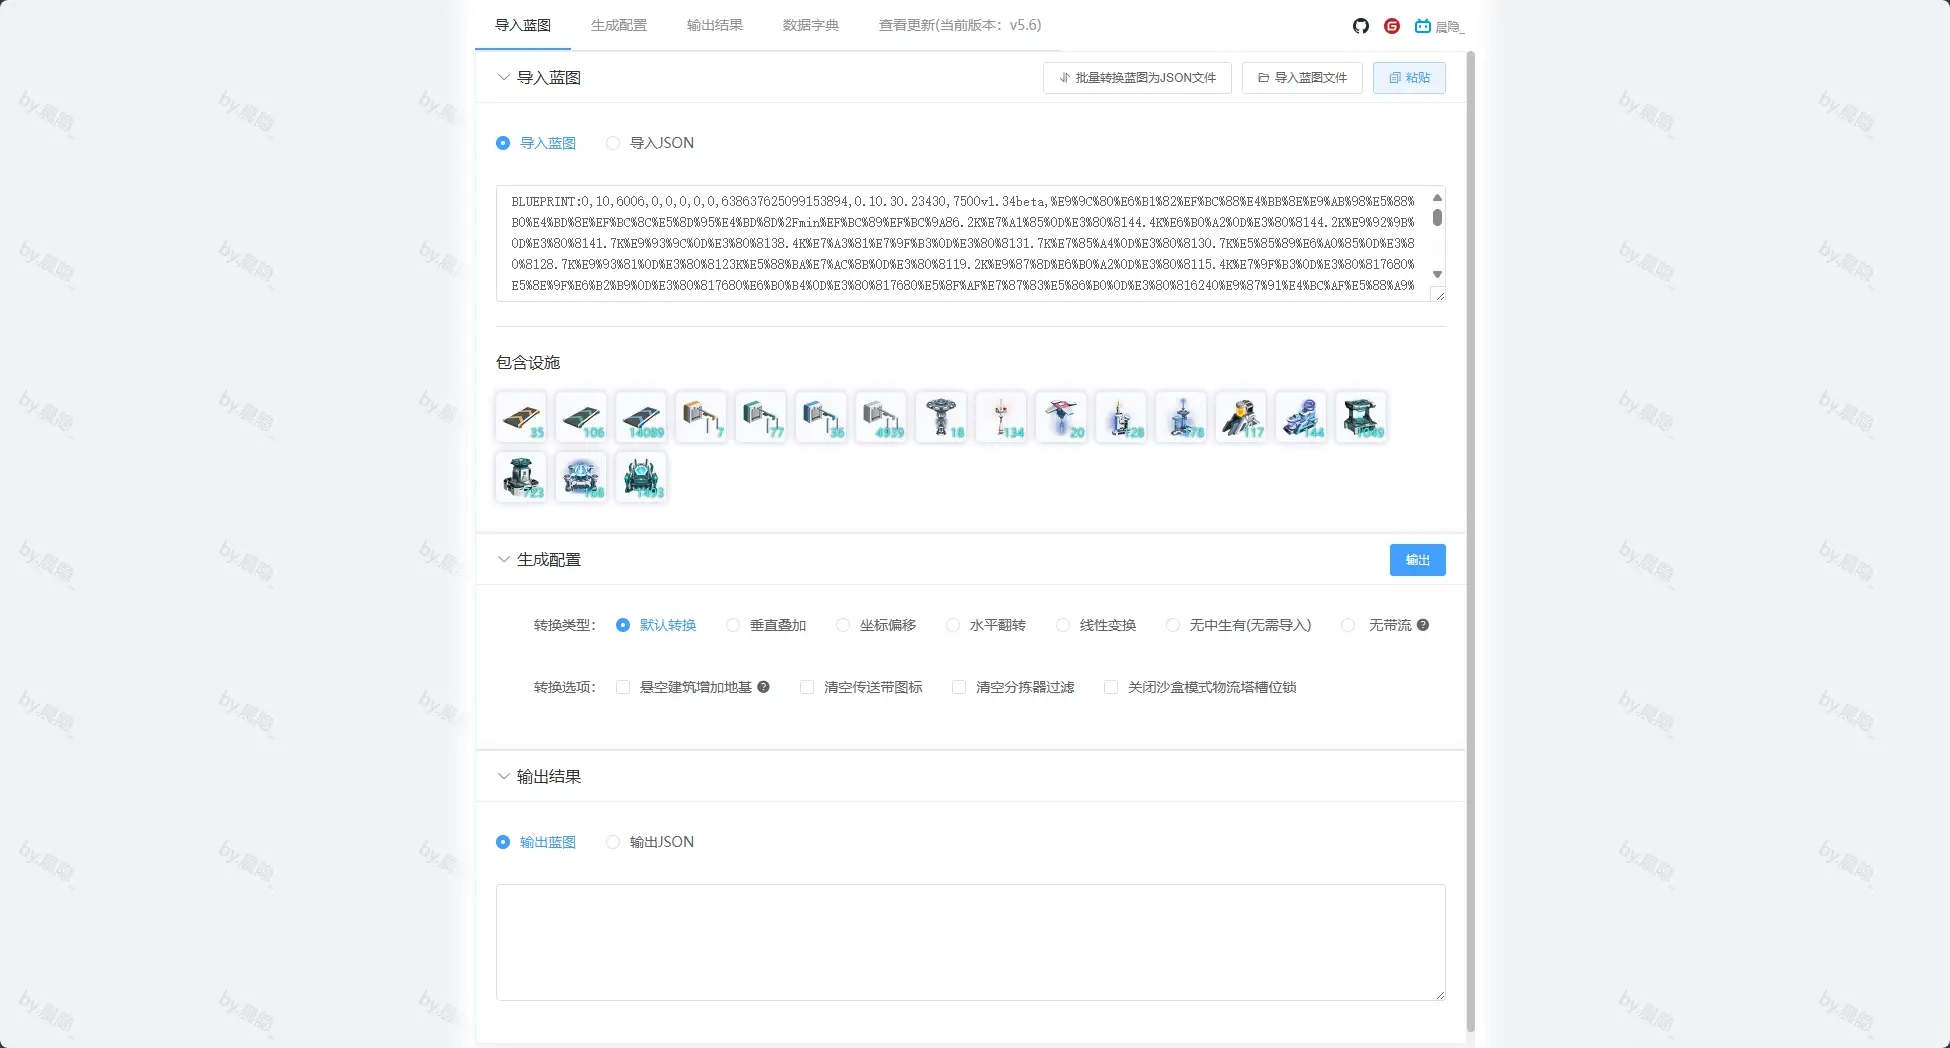 导入蓝图
生成配置
输出结果
数据字典
查看更新(当前版本：v5.6)
晨隐_
导入蓝图
批量转换蓝图为JSON文件
导入蓝图文件
粘贴
导入蓝图
导入JSON
BLUEPRINT:0,10,6006,0,0,0,0,0,638637625099153894,0.10.30.23430,7500v1.34beta,%E9%9C%80%E6%B1%82%EF%BC%88%E4%BB%8E%E9%AB%98%E5%88%
B0%E4%BD%8E%EF%BC%8C%E5%8D%95%E4%BD%8D%2Fmin%EF%BC%89%EF%BC%9A86.2K%E7%A1%85%0D%E3%80%8144.4K%E6%B0%A2%0D%E3%80%8144.2K%E9%92%9B%
0D%E3%80%8141.7K%E9%93%9C%0D%E3%80%8138.4K%E7%A3%81%E7%9F%B3%0D%E3%80%8131.7K%E7%85%A4%0D%E3%80%8130.7K%E5%85%89%E6%A0%85%0D%E3%8
0%8128.7K%E9%93%81%0D%E3%80%8123K%E5%88%BA%E7%AC%8B%0D%E3%80%8119.2K%E9%87%8D%E6%B0%A2%0D%E3%80%8115.4K%E7%9F%B3%0D%E3%80%817680%
E5%8E%9F%E6%B2%B9%0D%E3%80%817680%E6%B0%B4%0D%E3%80%817680%E5%8F%AF%E7%87%83%E5%86%B0%0D%E3%80%816240%E9%87%91%E4%BC%AF%E5%88%A9%
包含设施
35
106
14089
7
77
36
4939
18
134
20
128
178
117
144
1049
723
168
1493
生成配置
输出
转换类型：
默认转换
垂直叠加
坐标偏移
水平翻转
线性变换
无中生有(无需导入)
无带流
转换选项：
悬空建筑增加地基
清空传送带图标
清空分拣器过滤
关闭沙盒模式物流塔槽位锁
输出结果
输出蓝图
输出JSON
by.晨隐_